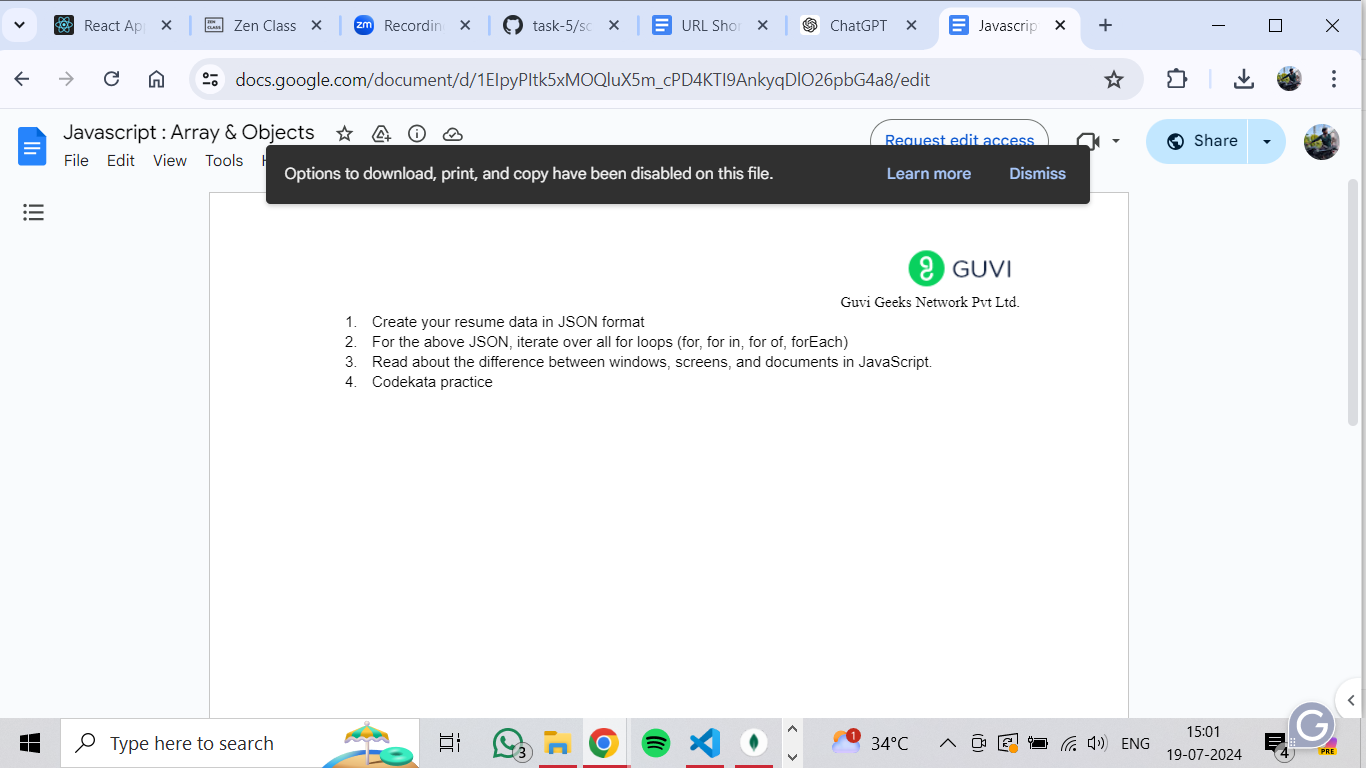 React Ap
Zen Class
zm
Recordin
task-5/sc
URL Shor
ChatGPT
Javascrip
docs.google.com/document/d/1EIpyPItk5xMOQluX5m_cPD4KTI9AnkyqDlO26pbG4a8/edit
Javascript : Array & Objects
Request edit access
Share
File Edit View Tools
Options to download, print, and copy have been disabled on this file. Learn more Dismiss
GUVI
Guvi Geeks Network Pvt Ltd.
1. Create your resume data in JSON format
2. For the above JSON, iterate over all for loops (for, for in, for of, forEach)
3. Read about the difference between windows, screens, and documents in JavaScript.
4. Codekata practice
Type here to search
3
1
34°C
ENG
15:01
19-07-2024
4
PRE